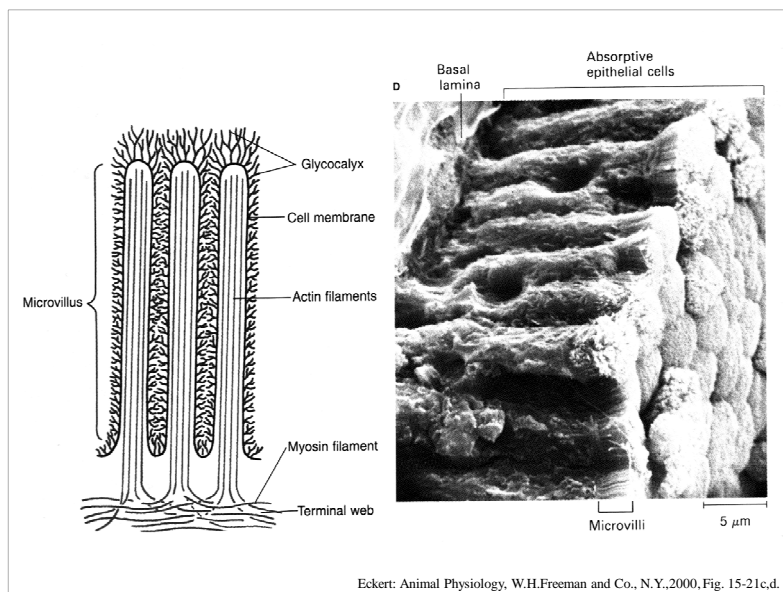 Glycocalyx
Cell membrane
Microvillus
Actin filaments
Myosin filament
Terminal web
D
Basal
lamina
Absorptive
epithelial cells
Microvilli
5 μm
Eckert: Animal Physiology, W.H.Freeman and Co., N.Y.,2000, Fig. 15-21c,d.